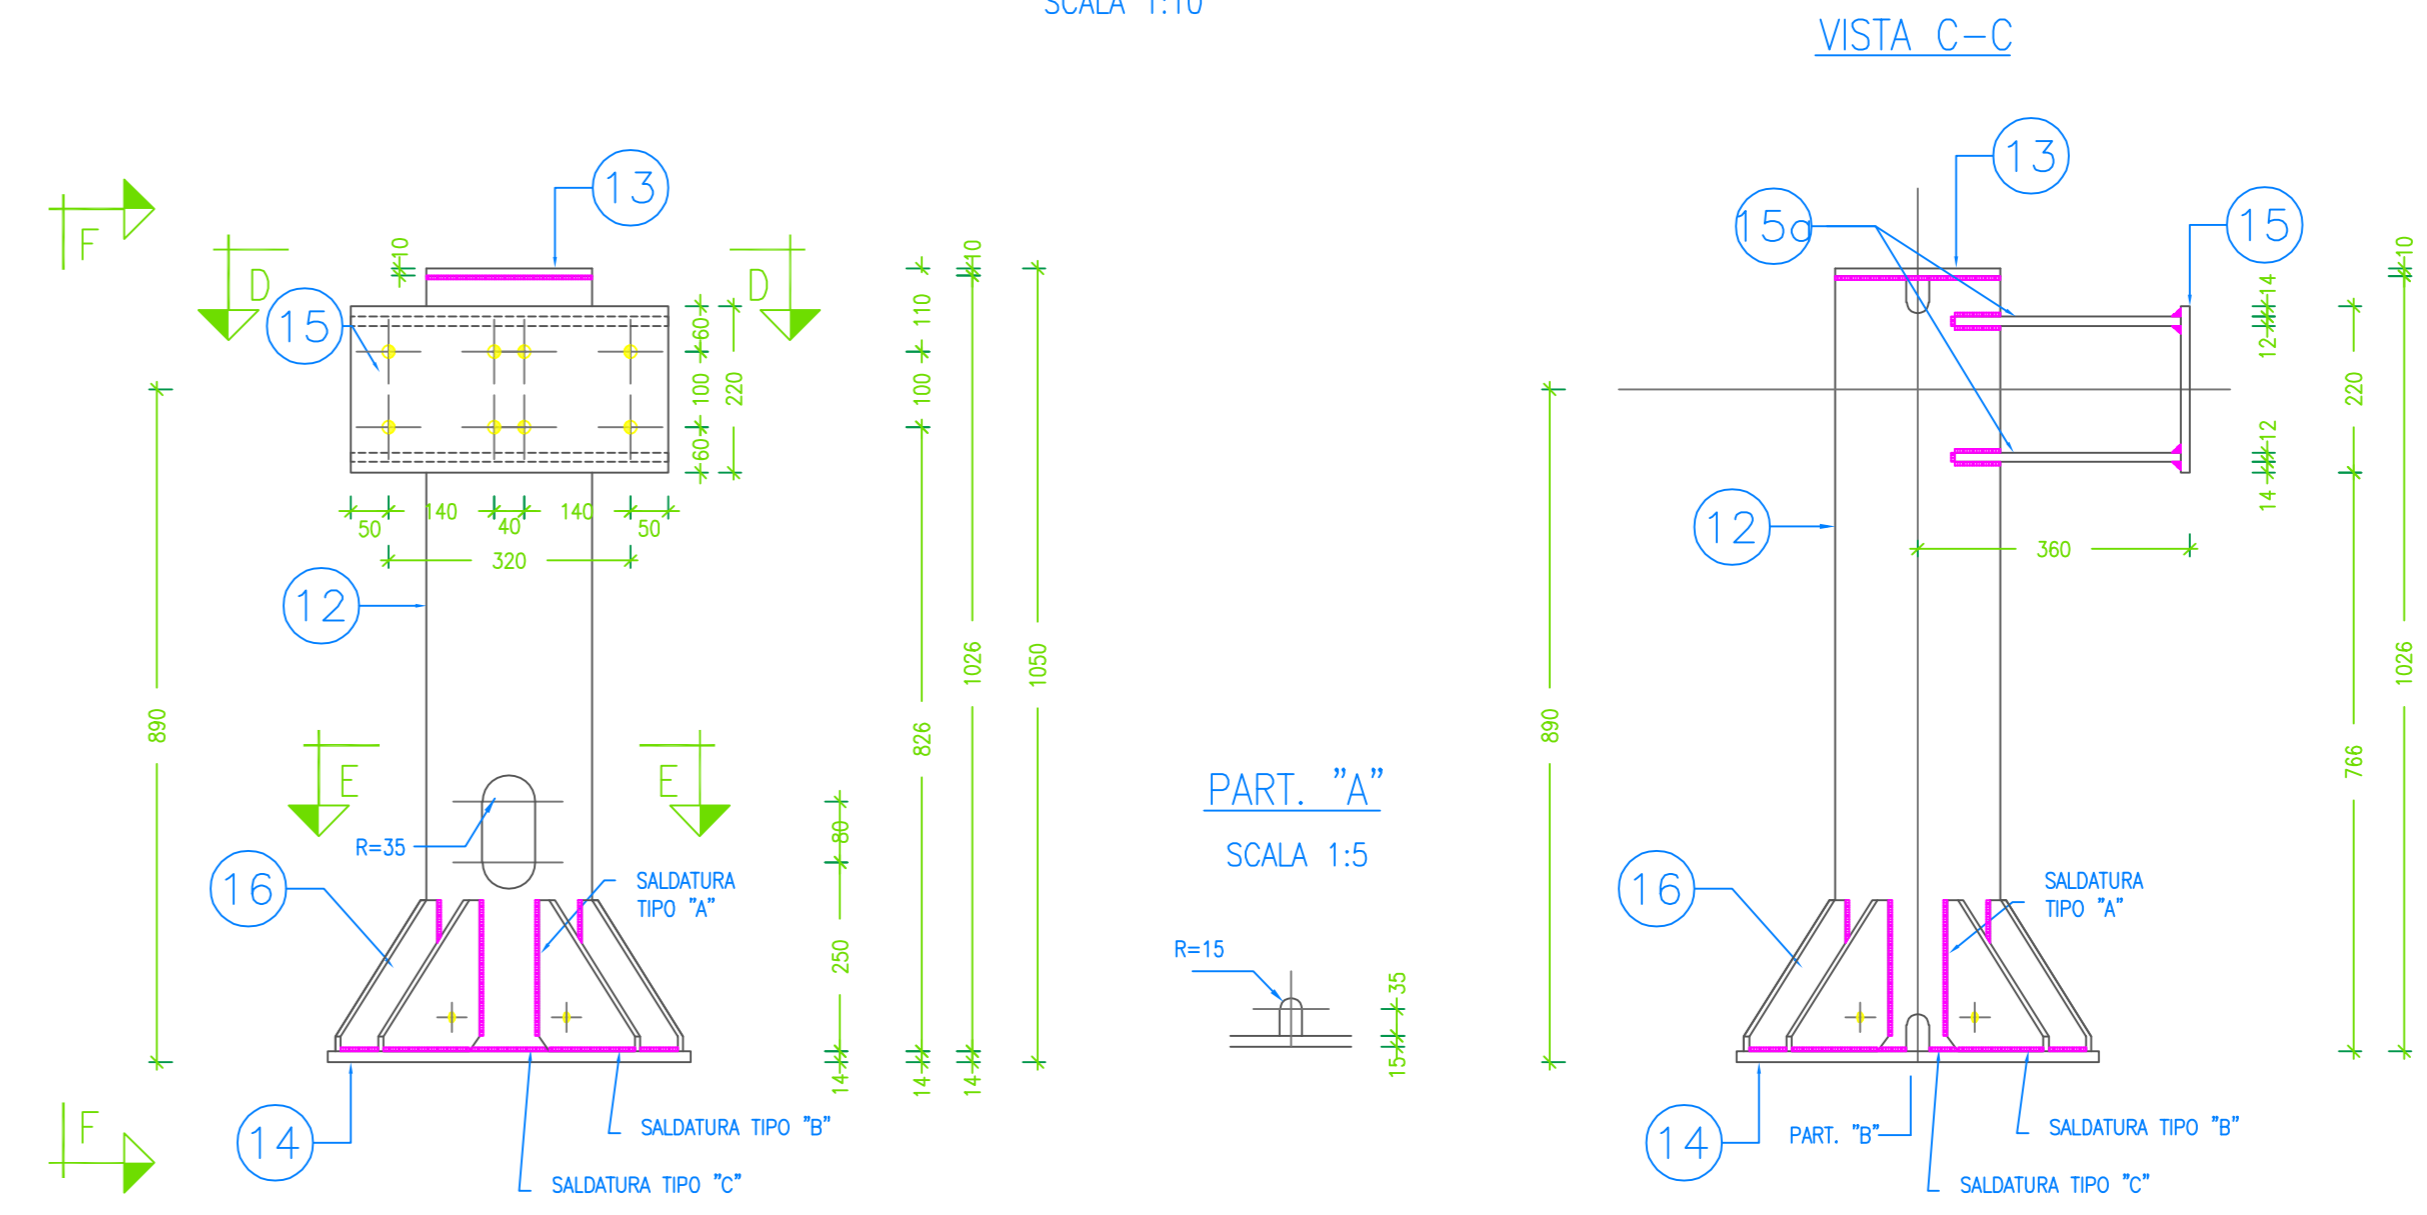 SCALA 1:10
VISTA C-C
13
F
D
D
10
15
60
100
60
220
110
100
10
50
140
40
140
50
320
12
890
826
1026
1050
E
E
R=35
80
250
16
SALDATURA
TIPO "A"
14
14
14
F
14
SALDATURA TIPO "B"
SALDATURA TIPO "C"
PART. "A"
SCALA 1:5
R=15
35
15
13
15a
15
10
14
12
220
12
14
12
360
890
766
1026
16
SALDATURA
TIPO "A"
14
PART. "B"
SALDATURA TIPO "B"
SALDATURA TIPO "C"